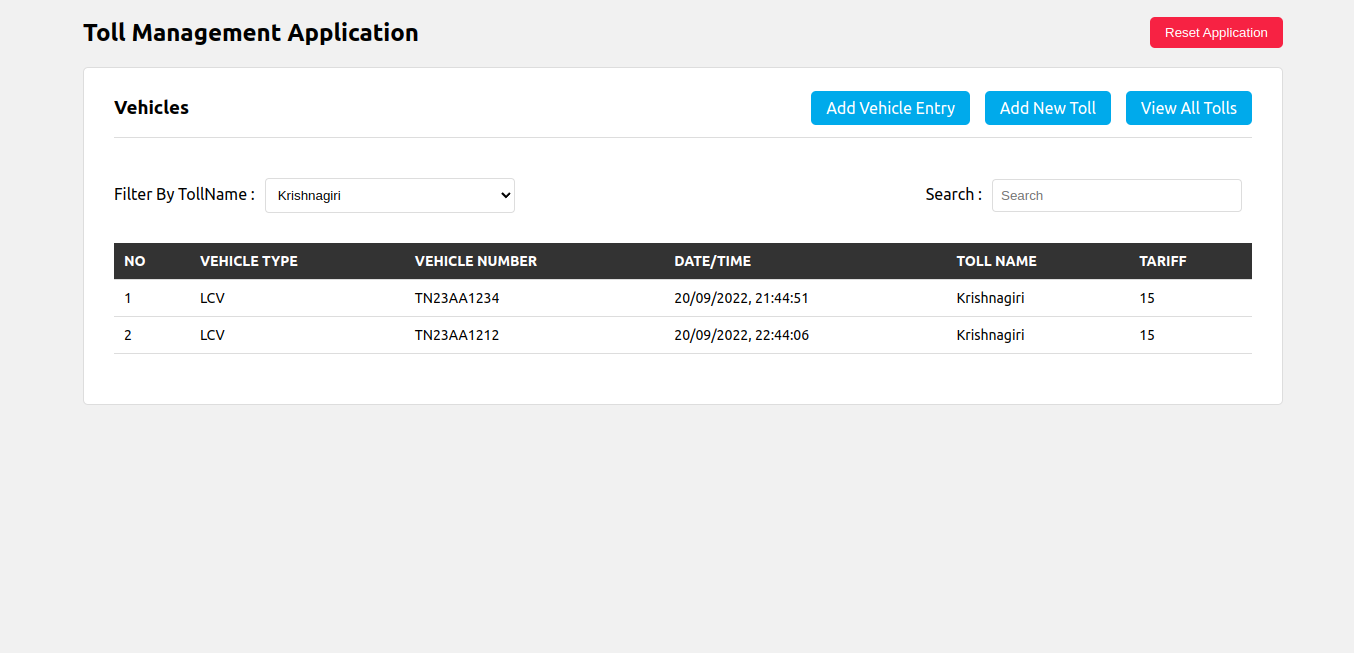 Toll Management Application Reset Application
Vehicles Add Vehicle Entry Add New Toll View All Tolls
Filter By TollName : Krishnagiri Search : Search
NO VEHICLE TYPE VEHICLE NUMBER DATE/TIME TOLL NAME TARIFF
1 LCV TN23AA1234 20/09/2022, 21:44:51 Krishnagiri 15
2 LCV TN23AA1212 20/09/2022, 22:44:06 Krishnagiri 15